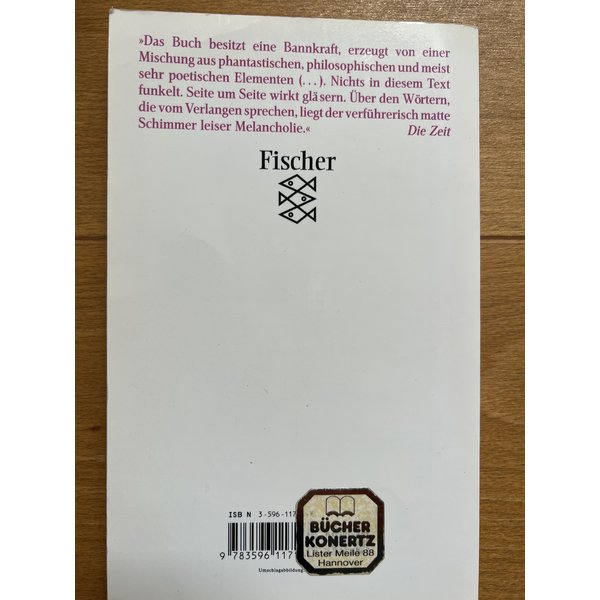 »Das Buch besitzt eine Bannkraft, erzeugt von einer
Mischung aus phantastischen, philosophischen und meist
sehr poetischen Elementen (...). Nichts in diesem Text
funkelt. Seite um Seite wirkt gläsern. Über den Wörtern,
die vom Verlangen sprechen, liegt der verführerisch matte
Schimmer leiser Melancholie.« Die Zeit
Fischer
ISBN 3-596-117
9 783596 117
Umschlagabbildung:
BÜCHER
KONERTZ
Lister Meile 88
Hannover